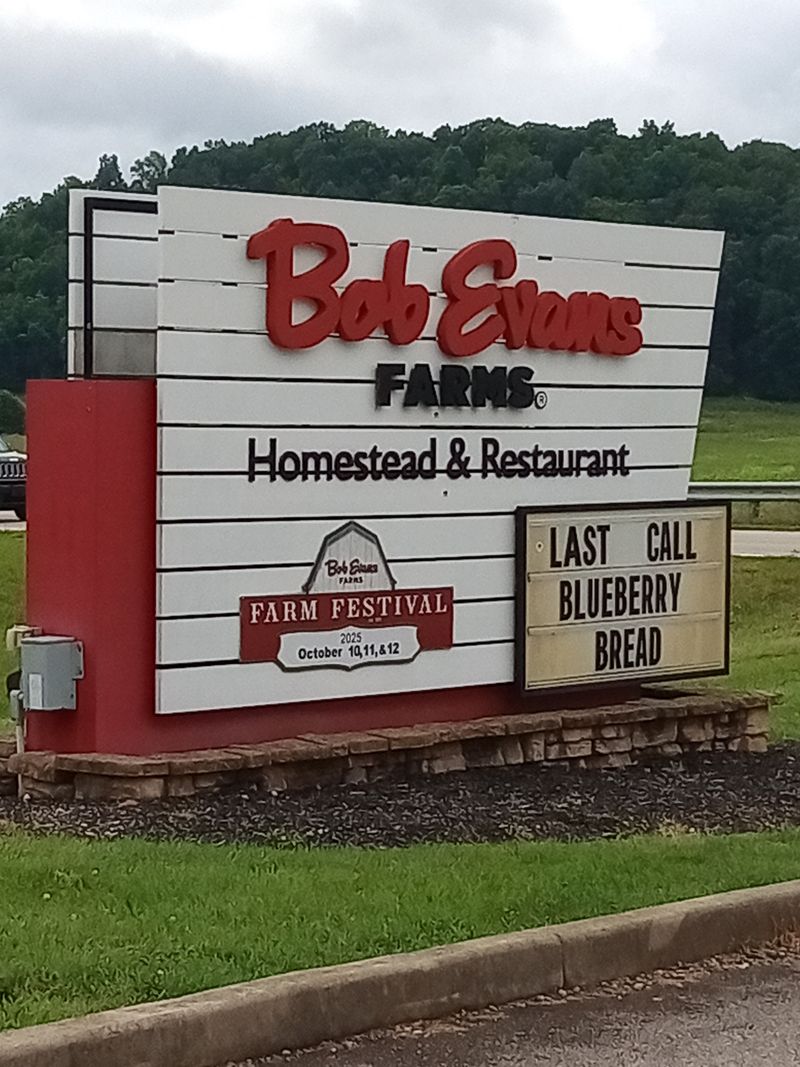 Bob Evans
FARMS®
Homestead & Restaurant
Bob Evans
FARMS
FARM FESTIVAL
2025
October 10,11,&12
LAST CALL
BLUEBERRY
BREAD